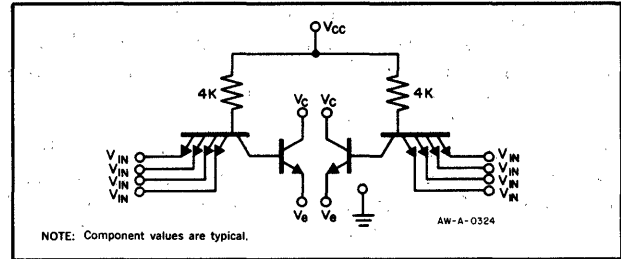 VCC
4K
4K
VC VC
VIN VIN
VIN VIN
VIN VIN
VIN VIN
Ve Ve
AW-A-0324
NOTE: Component values are typical.